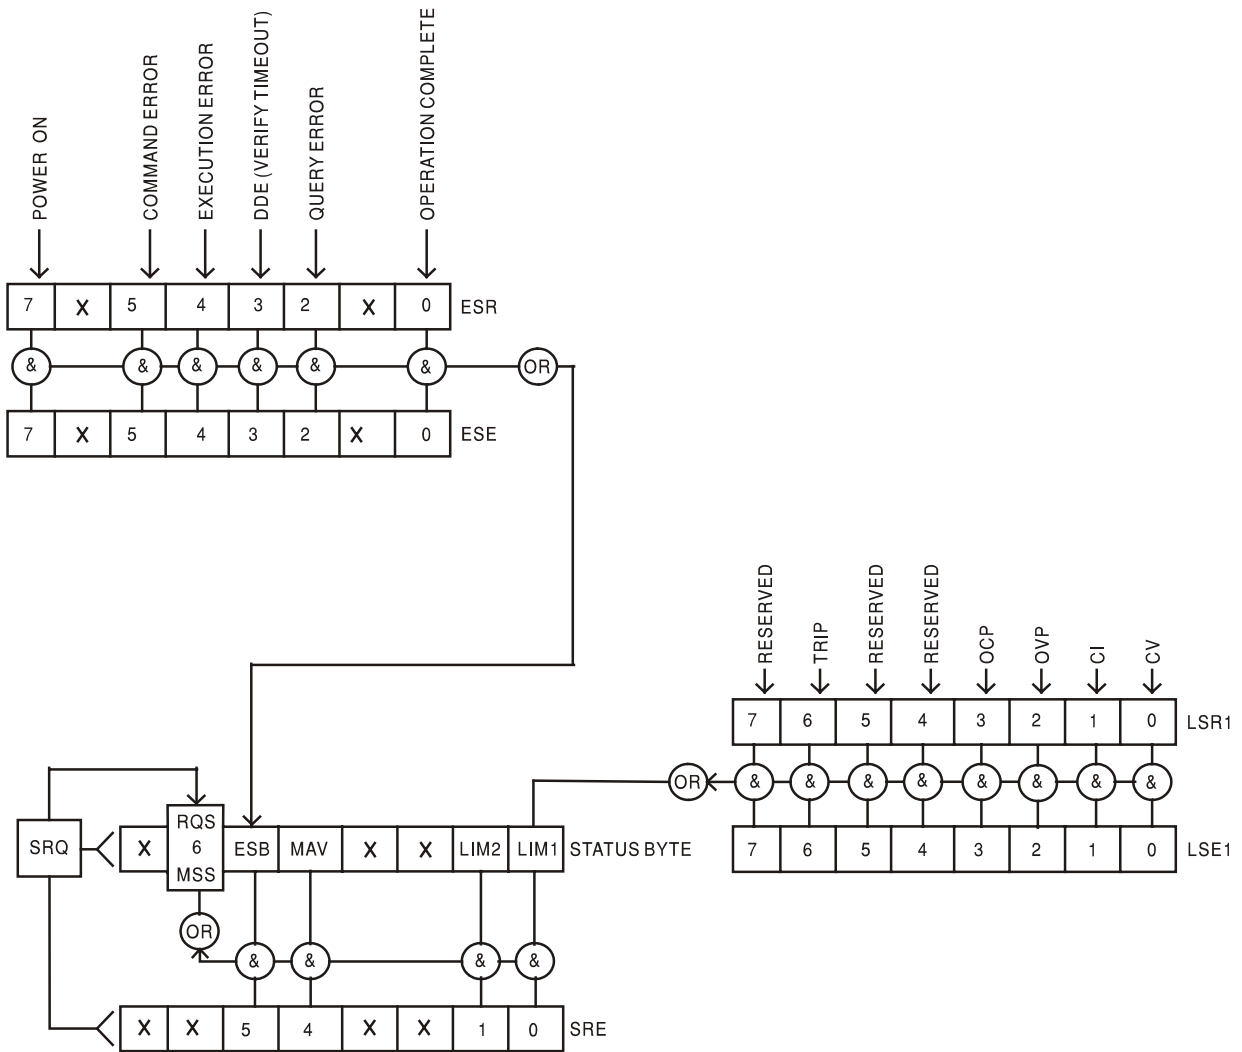 POWER ON
COMMAND ERROR
EXECUTION ERROR
DDE (VERIFY TIMEOUT)
QUERY ERROR
OPERATION COMPLETE
7 X 5 4 3 2 X 0 ESR
& & & & & & OR
7 X 5 4 3 2 X 0 ESE
RESERVED
TRIP
RESERVED
RESERVED
OCP
OVP
CI
CV
7 6 5 4 3 2 1 0 LSR1
OR & & & & & & & &
7 6 5 4 3 2 1 0 LSE1
SRQ
X RQS 6 MSS ESB MAV X X LIM2 LIM1 STATUS BYTE
OR
& & & &
X X 5 4 X X 1 0 SRE